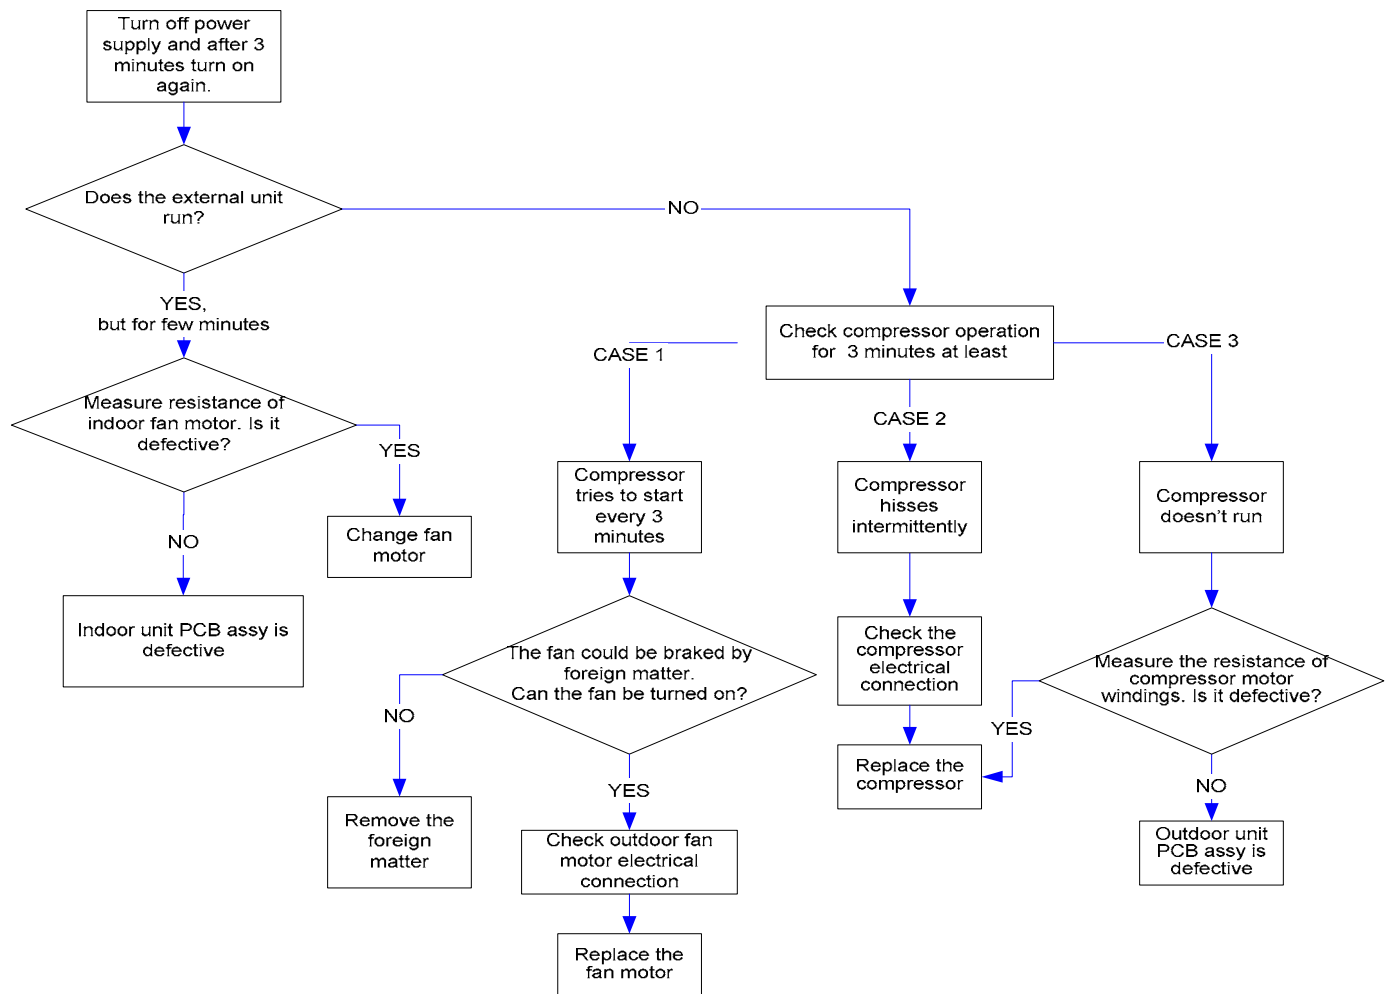 Turn off power
supply and after 3
minutes turn on
again.
Does the external unit
run?
NO
YES,
but for few minutes
Check compressor operation
for 3 minutes at least
CASE 1
CASE 2
CASE 3
Measure resistance of
indoor fan motor. Is it
defective?
YES
NO
Change fan
motor
Indoor unit PCB assy is
defective
Compressor
tries to start
every 3
minutes
Compressor
hisses
intermittently
Compressor
doesn't run
The fan could be braked by
foreign matter.
Can the fan be turned on?
NO
YES
Remove the
foreign
matter
Check outdoor fan
motor electrical
connection
Replace the
fan motor
Check the
compressor
electrical
connection
Replace the
compressor
Measure the resistance of
compressor motor
windings. Is it defective?
YES
NO
Outdoor unit
PCB assy is
defective